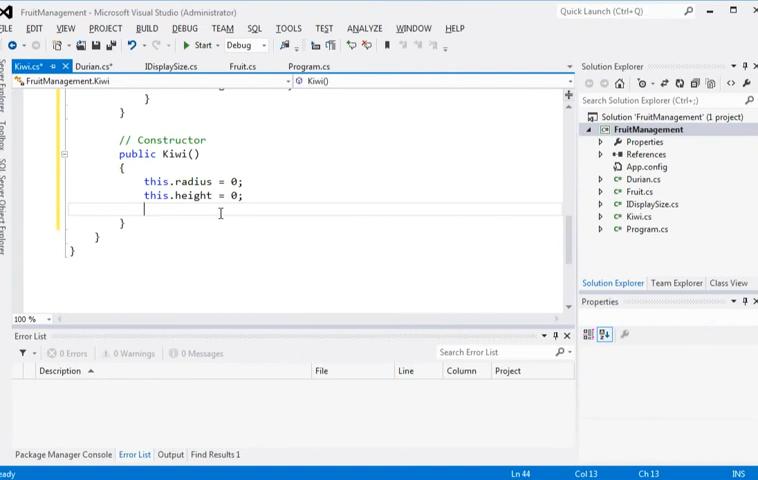 FruitManagement - Microsoft Visual Studio (Administrator)
Quick Launch (Ctrl+Q)
FILE EDIT VIEW PROJECT BUILD DEBUG TEAM SQL TOOLS TEST ANALYZE WINDOW HELP
Start Debug
Kiwi.cs* Durian.cs* IDisplaySize.cs Fruit.cs Program.cs
FruitManagement.Kiwi Kiwi()
}
}
// Constructor
public Kiwi()
{
this.radius = 0;
this.height = 0;
}
}
}
100 %
Server Explorer
Toolbox
SQL Server Object Explorer
Solution Explorer
Search Solution Explorer (Ctrl+;)
Solution 'FruitManagement' (1 project)
FruitManagement
Properties
References
App.config
Durian.cs
Fruit.cs
IDisplaySize.cs
Kiwi.cs
Program.cs
Solution Explorer Team Explorer Class View
Properties
Error List
0 Errors 0 Warnings 0 Messages
Search Error List
Description File Line Column Project
Package Manager Console Error List Output Find Results 1
eady Ln 44 Col 13 Ch 13 INS